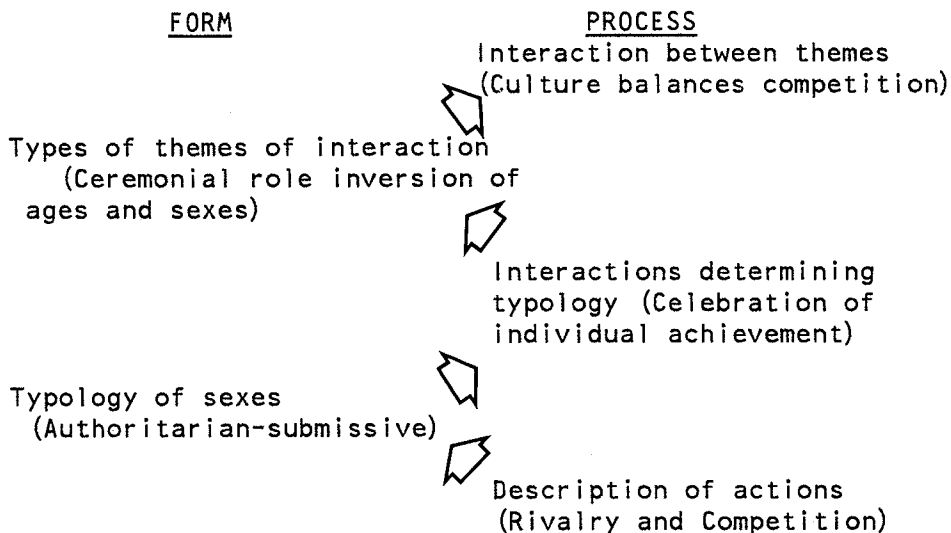 FORM
PROCESS
Interaction between themes
(Culture balances competition)
Types of themes of interaction
(Ceremonial role inversion of
ages and sexes)
Interactions determining
typology (Celebration of
individual achievement)
Typology of sexes
(Authoritarian-submissive)
Description of actions
(Rivalry and Competition)